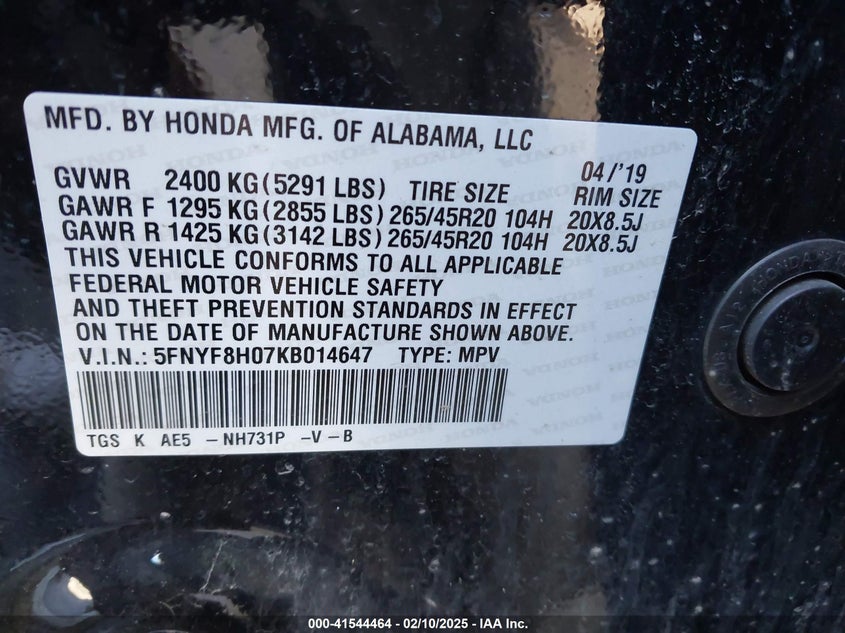 MFD. BY HONDA MFG. OF ALABAMA, LLC
04/'19
GVWR 2400 KG(5291 LBS) TIRE SIZE RIM SIZE
GAWR F 1295 KG(2855 LBS) 265/45R20 104H 20X8.5J
GAWR R 1425 KG(3142 LBS) 265/45R20 104H 20X8.5J
THIS VEHICLE CONFORMS TO ALL APPLICABLE
FEDERAL MOTOR VEHICLE SAFETY
AND THEFT PREVENTION STANDARDS IN EFFECT
ON THE DATE OF MANUFACTURE SHOWN ABOVE.
V.I.N.: 5FNYF8H07KB014647 TYPE: MPV
TGS K AE5 -NH731P -V-B
HONDA
000-41544464 - 02/10/2025 - IAA Inc.